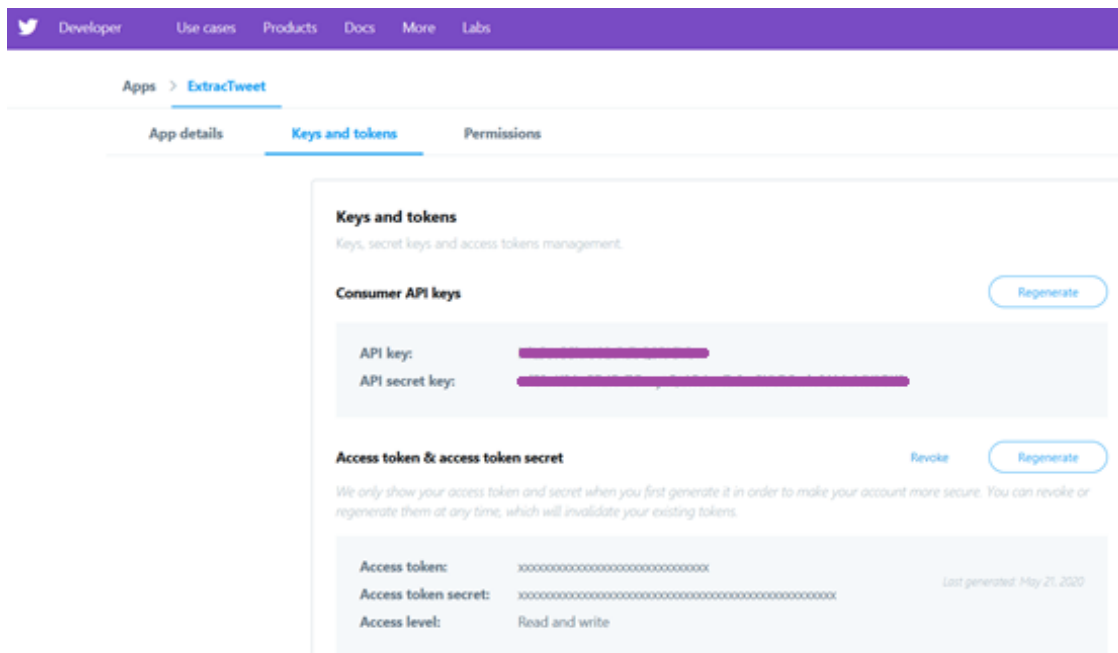 Developer Use cases Products Docs More Labs
Apps > ExtracTweet
App details Keys and tokens Permissions
Keys and tokens
Keys, secret keys and access tokens management.
Consumer API keys Regenerate
API key:
API secret key:
Access token & access token secret Revoke Regenerate
We only show your access token and secret when you first generate it in order to make your account more secure. You can revoke or
regenerate them at any time, which will invalidate your existing tokens.
Access token:
Last generated: May 21, 2020
Access token secret:
Access level: Read and write